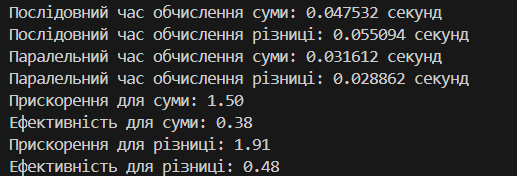 Послідовний час обчислення суми: 0.047532 секунд
Послідовний час обчислення різниці: 0.055094 секунд
Паралельний час обчислення суми: 0.031612 секунд
Паралельний час обчислення різниці: 0.028862 секунд
Прискорення для суми: 1.50
Ефективність для суми: 0.38
Прискорення для різниці: 1.91
Ефективність для різниці: 0.48